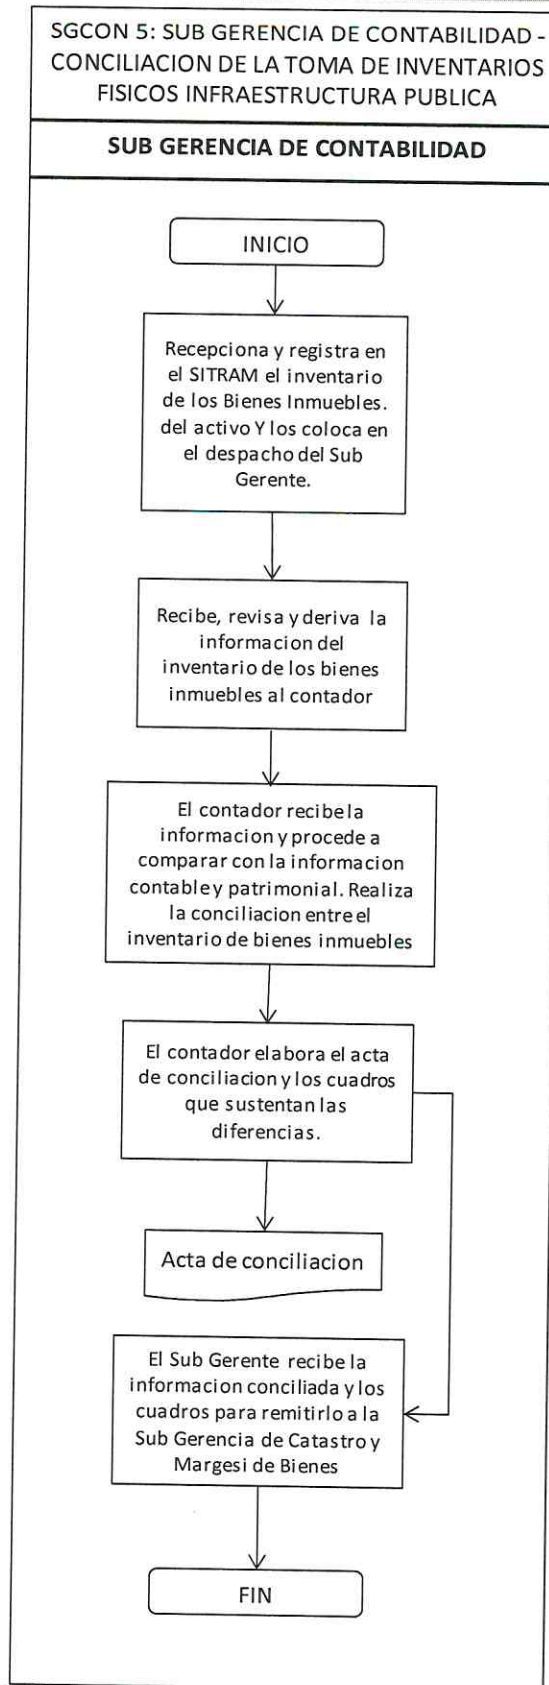 SGCON 5: SUB GERENCIA DE CONTABILIDAD -
CONCILIACION DE LA TOMA DE INVENTARIOS
FISICOS INFRAESTRUCTURA PUBLICA
SUB GERENCIA DE CONTABILIDAD
INICIO
Recepciona y registra en
el SITRAM el inventario
de los Bienes Inmuebles.
del activo Y los coloca en
el despacho del Sub
Gerente.
Recibe, revisa y deriva la
informacion del
inventario de los bienes
inmuebles al contador
El contador recibe la
informacion y procede a
comparar con la informacion
contable y patrimonial. Realiza
la conciliacion entre el
inventario de bienes inmuebles
El contador elabora el acta
de conciliacion y los cuadros
que sustentan las
diferencias.
Acta de conciliacion
El Sub Gerente recibe la
informacion conciliada y los
cuadros para remitirlo a la
Sub Gerencia de Catastro y
Margesi de Bienes
FIN